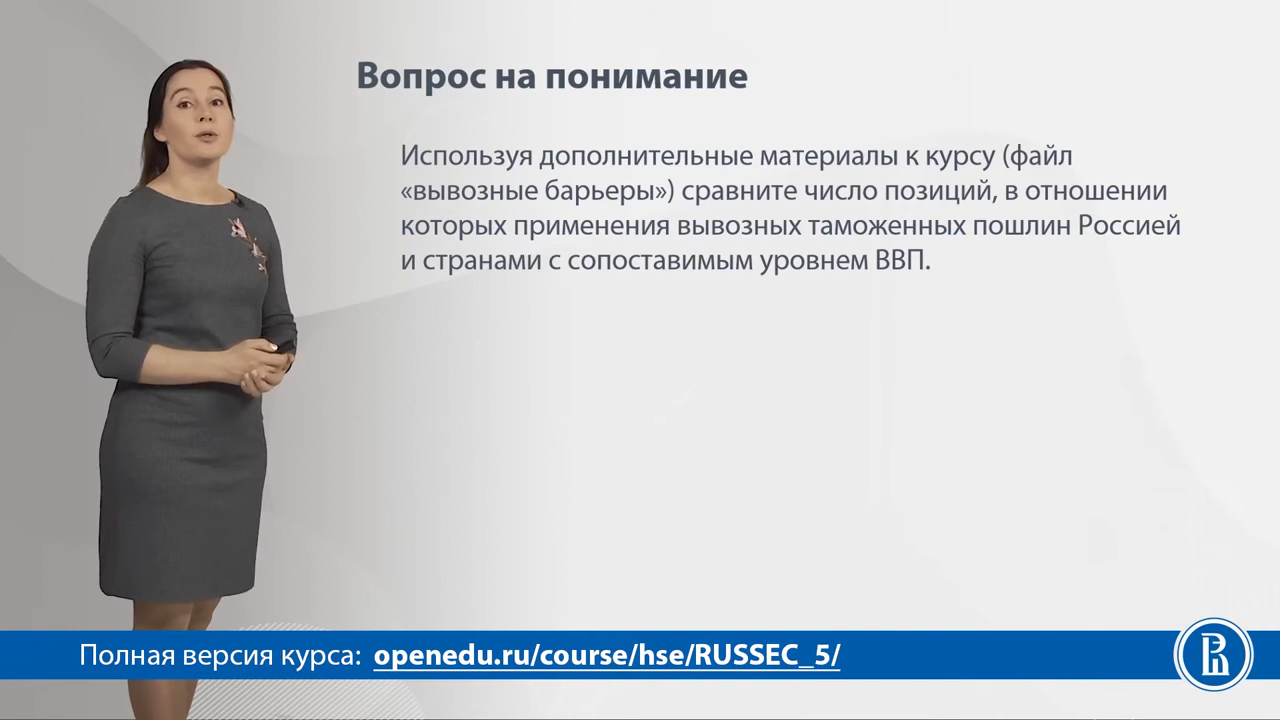 Вопрос на понимание
Используя дополнительные материалы к курсу (файл
«вывозные барьеры») сравните число позиций, в отношении
которых применения вывозных таможенных пошлин Россией
и странами с сопоставимым уровнем ВВП.
Полная версия курса: openedu.ru/course/hse/RUSSEC_5/